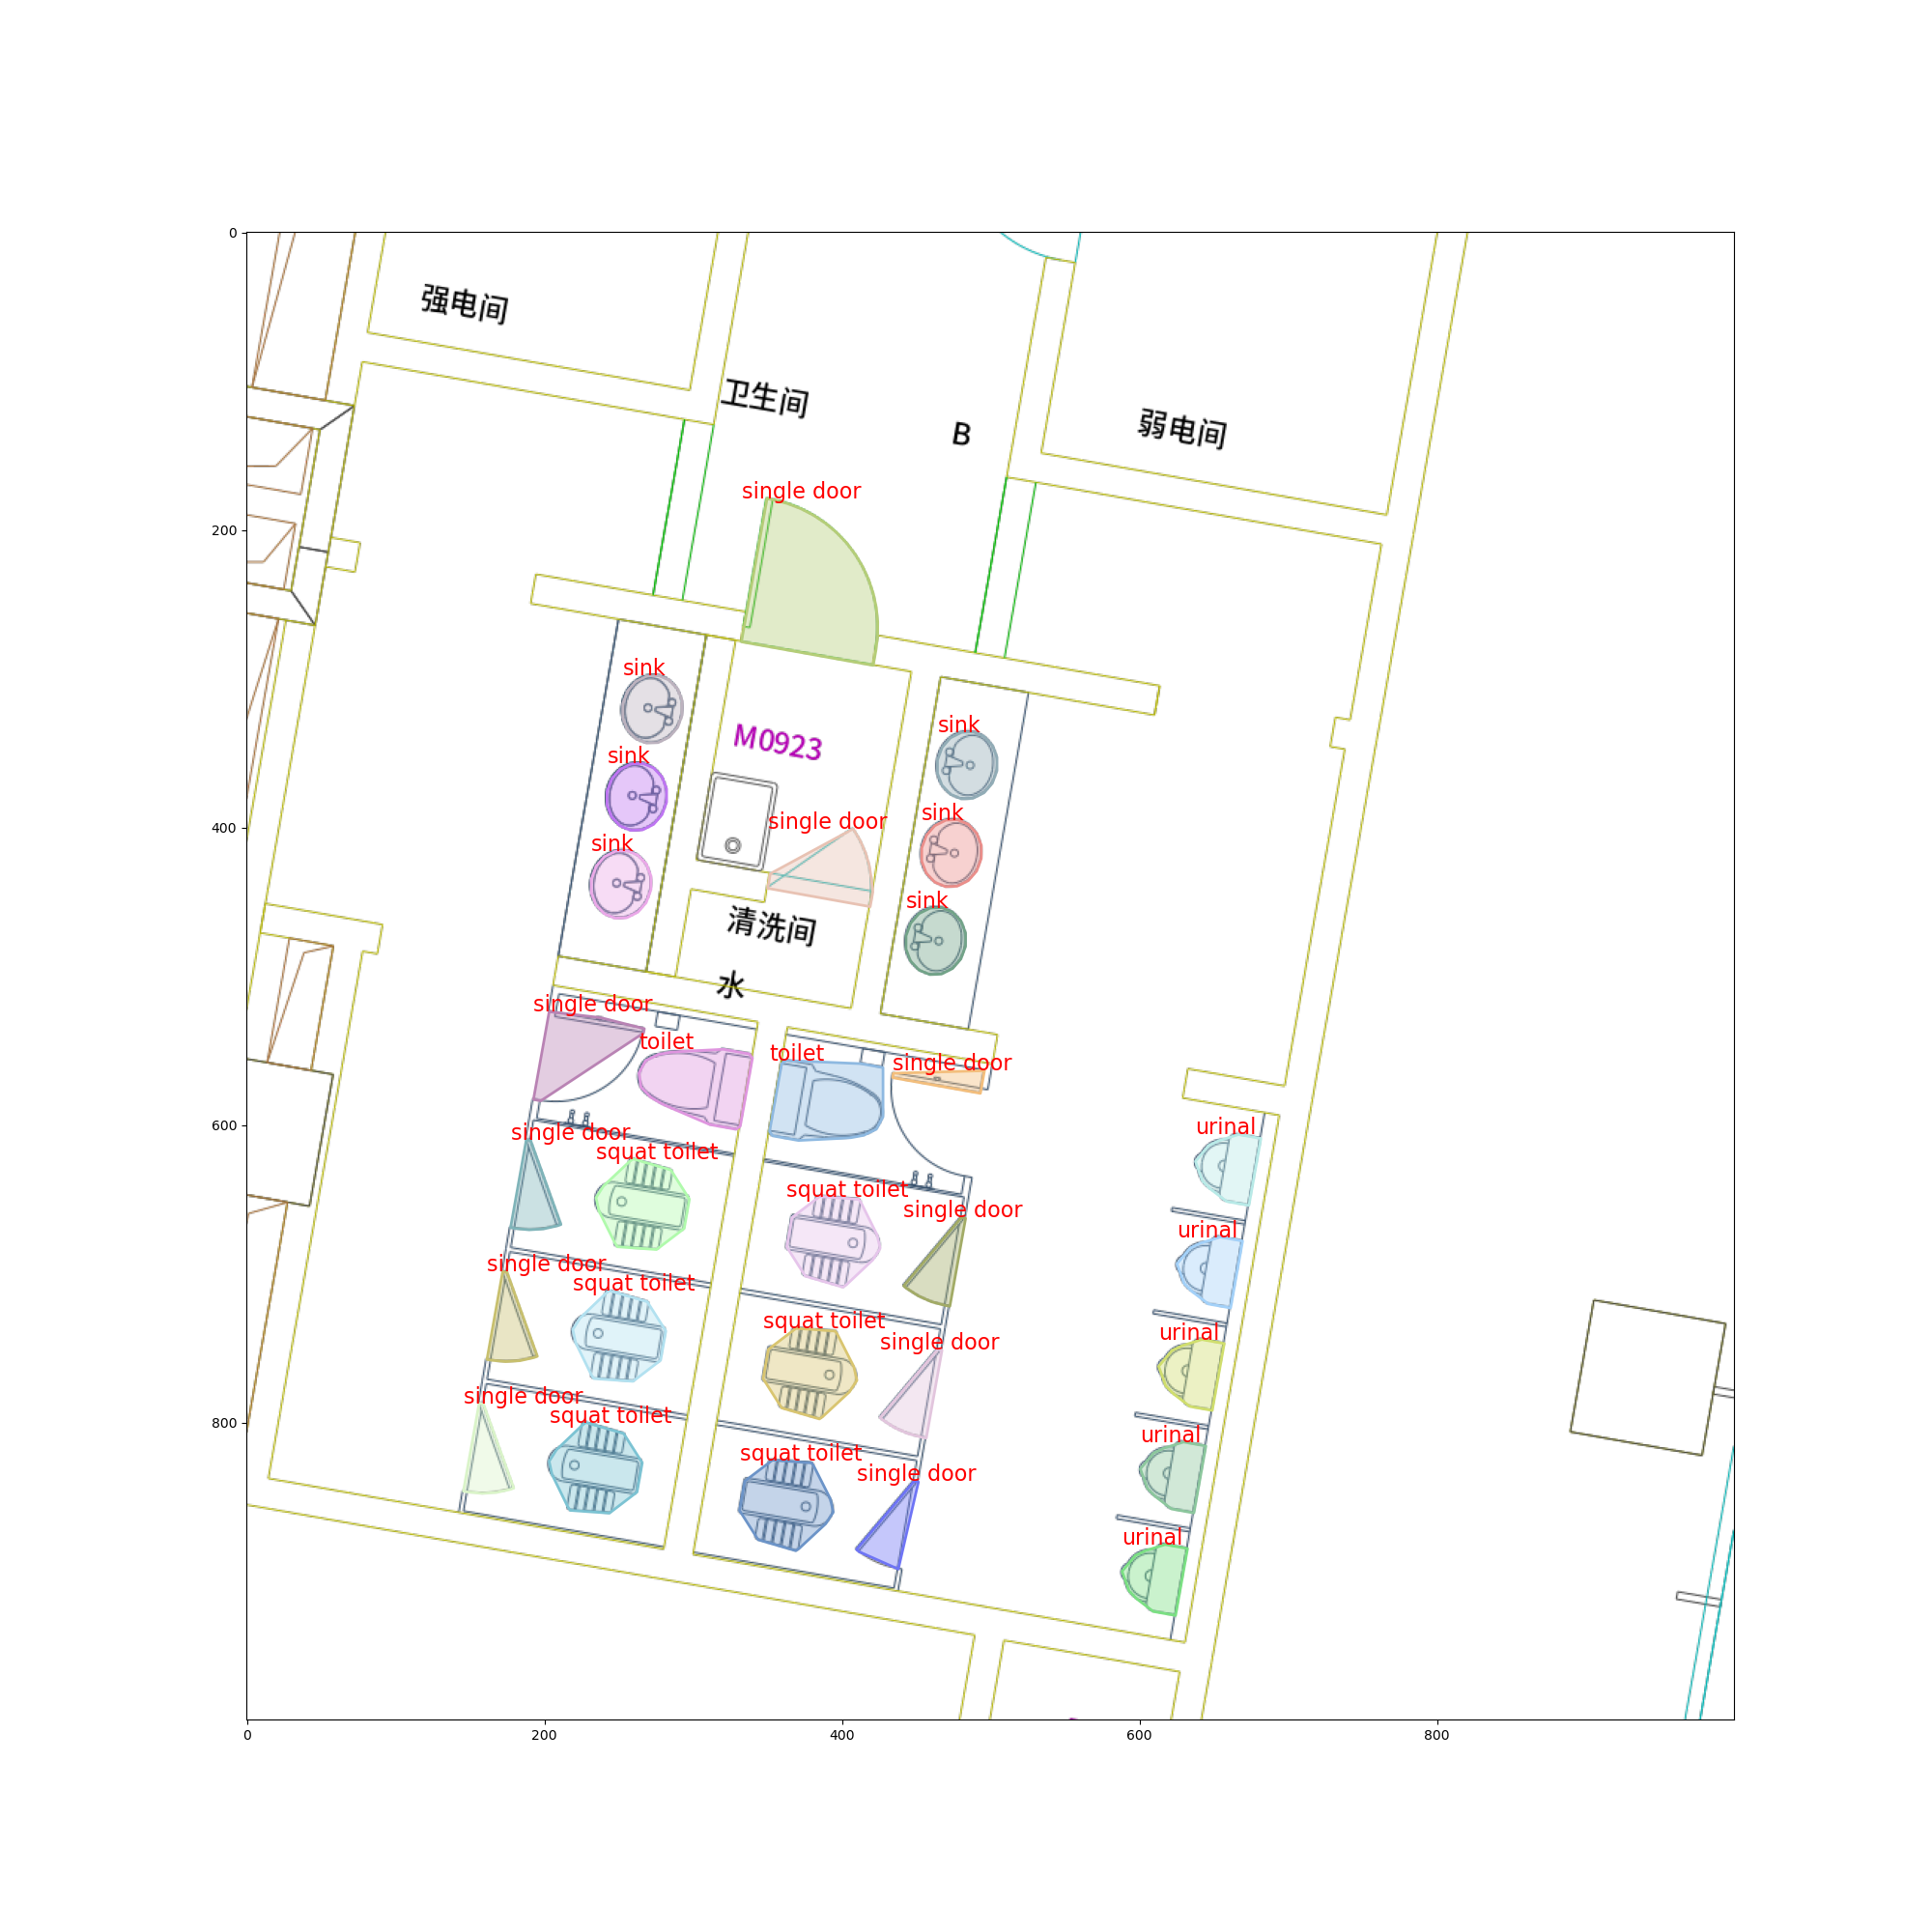 强电间
卫生间
B
弱电间
single door
sink
sink
M0923
sink
sink
single door
sink
sink
清洗间
水
single door
toilet
toilet
single door
single door
squat toilet
urinal
squat toilet
single door
urinal
single door
squat toilet
squat toilet
single door
urinal
single door
squat toilet
urinal
squat toilet
single door
urinal
0
200
400
600
800
0
200
400
600
800